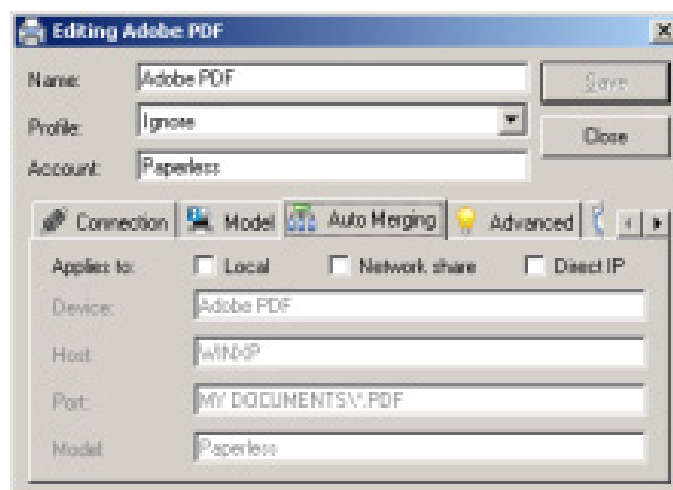 Editing Adobe PDF
Name: Adobe PDF Save
Profile: Ignore Close
Account: Paperless
Connection Model Auto Merging Advanced
Applies to: Local Network share Direct IP
Device: Adobe PDF
Host: WINXP
Port: MY DOCUMENTS\*.PDF
Model: Paperless